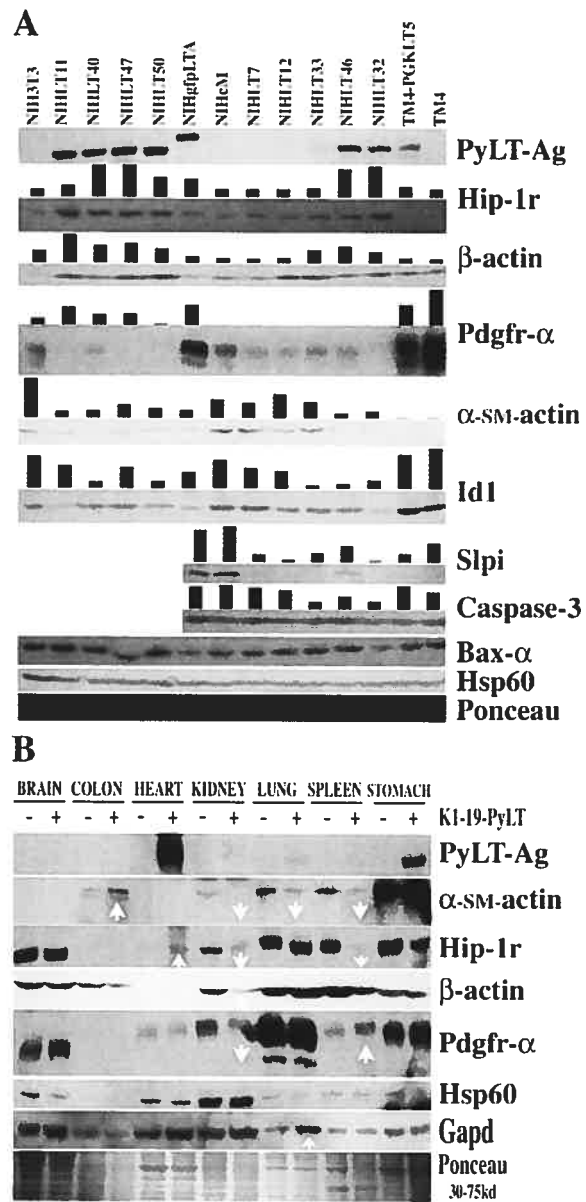 A
NIH3T3 NIHLT11 NIHLT40 NIHLT47 NIHLT50 NIHgfpLTA NIHcM NIHLT7 NIHLT12 NIHLT33 NIHLT46 NIHLT32 TM4-PGKLT5 TM4
PyLT-Ag
Hip-1r
β-actin
Pdgfr-α
α-SM-actin
Id1
Slpi
Caspase-3
Bax-α
Hsp60
Ponceau
B
BRAIN COLON HEART KIDNEY LUNG SPLEEN STOMACH
- + - + - + - + - + - + - + K1-19-PyLT
PyLT-Ag
α-SM-actin
Hip-1r
β-actin
Pdgfr-α
Hsp60
Gapd
Ponceau
30-75kd